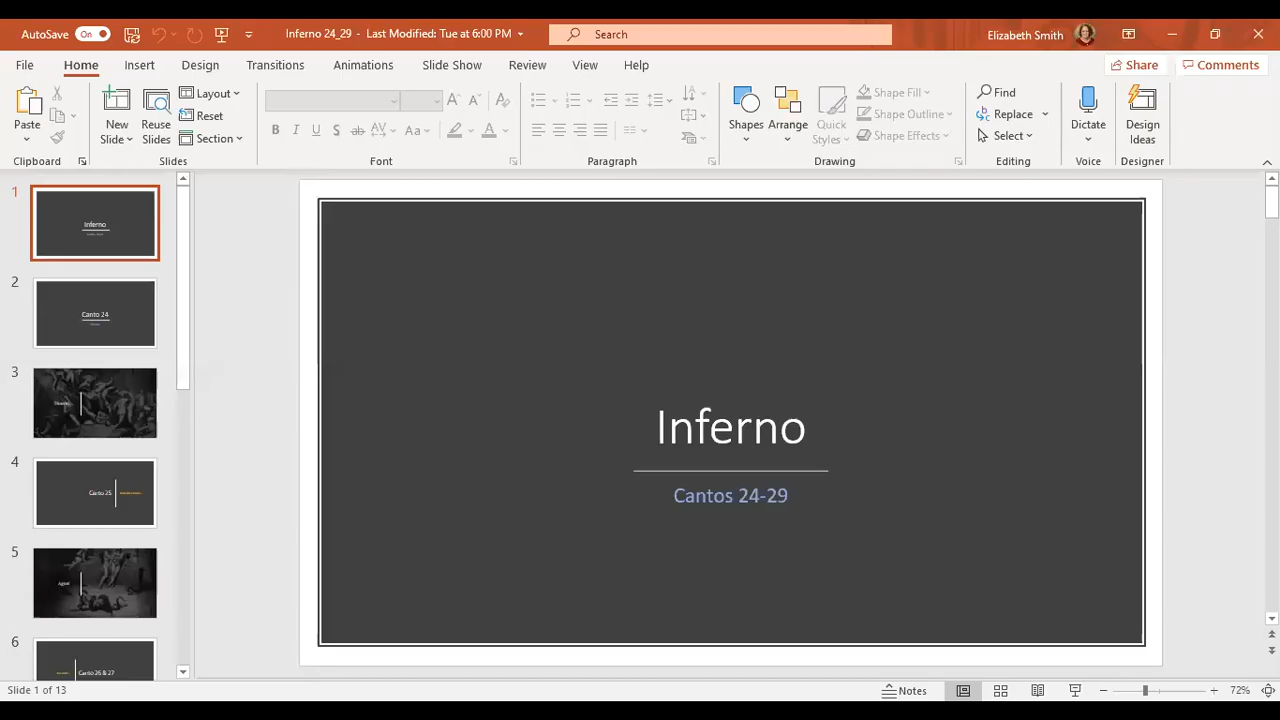 AutoSave On Inferno 24_29 - Last Modified: Tue at 6:00 PM Search Elizabeth Smith
File Home Insert Design Transitions Animations Slide Show Review View Help Share Comments
Paste New Slide Reuse Slides Layout Reset Section Shapes Arrange Quick Styles Shape Fill Shape Outline Shape Effects Find Replace Select Dictate Design Ideas
Clipboard Slides Font Paragraph Drawing Editing Voice Designer
1
Inferno
2
Canto 24
3
Thieves
4
Canto 25
5
Agnel
6
Canto 26 & 27
Inferno
Cantos 24-29
Slide 1 of 13 Notes 72%